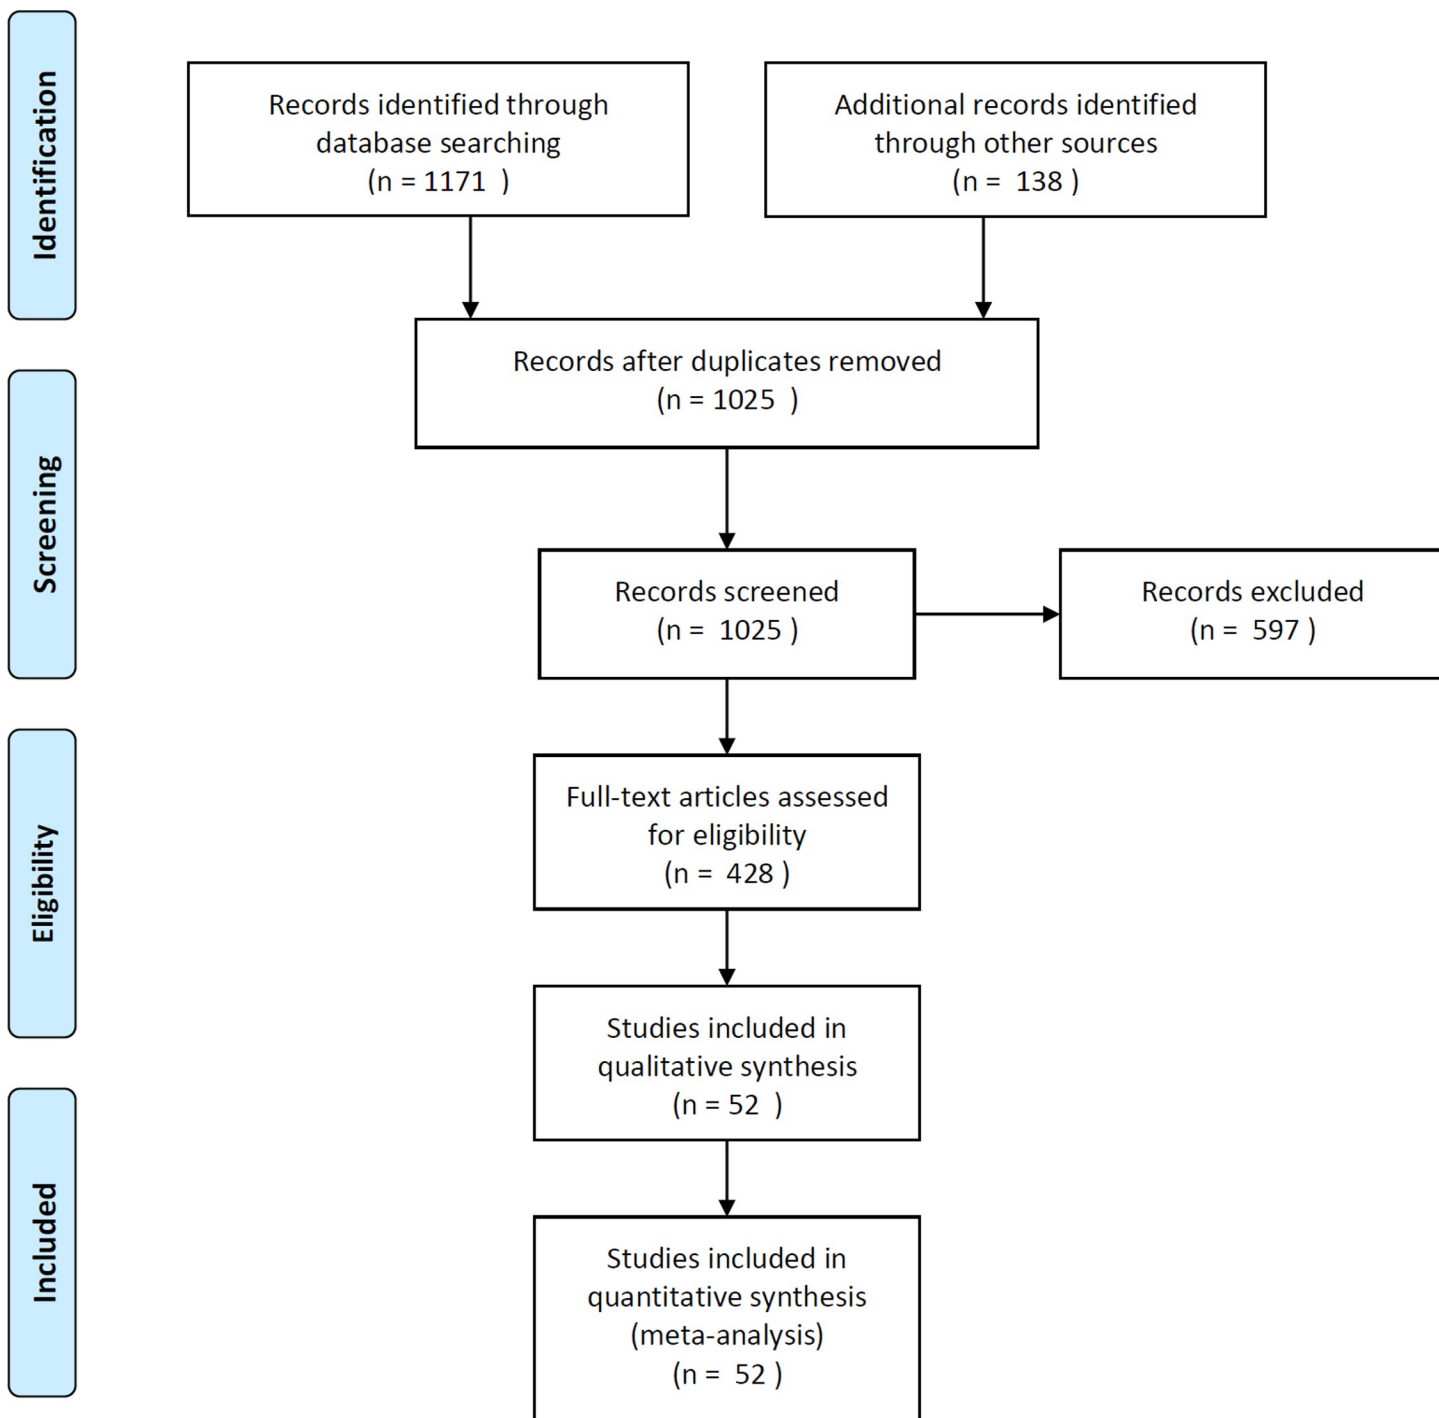 Identification
Records identified through
database searching
(n = 1171  )
Additional records identified
through other sources
(n =  138 )
Records after duplicates removed
(n = 1025  )
Screening
Records screened
(n =  1025 )
Records excluded
(n =  597 )
Eligibility
Full-text articles assessed
for eligibility
(n =  428 )
Studies included in
qualitative synthesis
(n = 52  )
Included
Studies included in
quantitative synthesis
(meta-analysis)
(n =  52 )